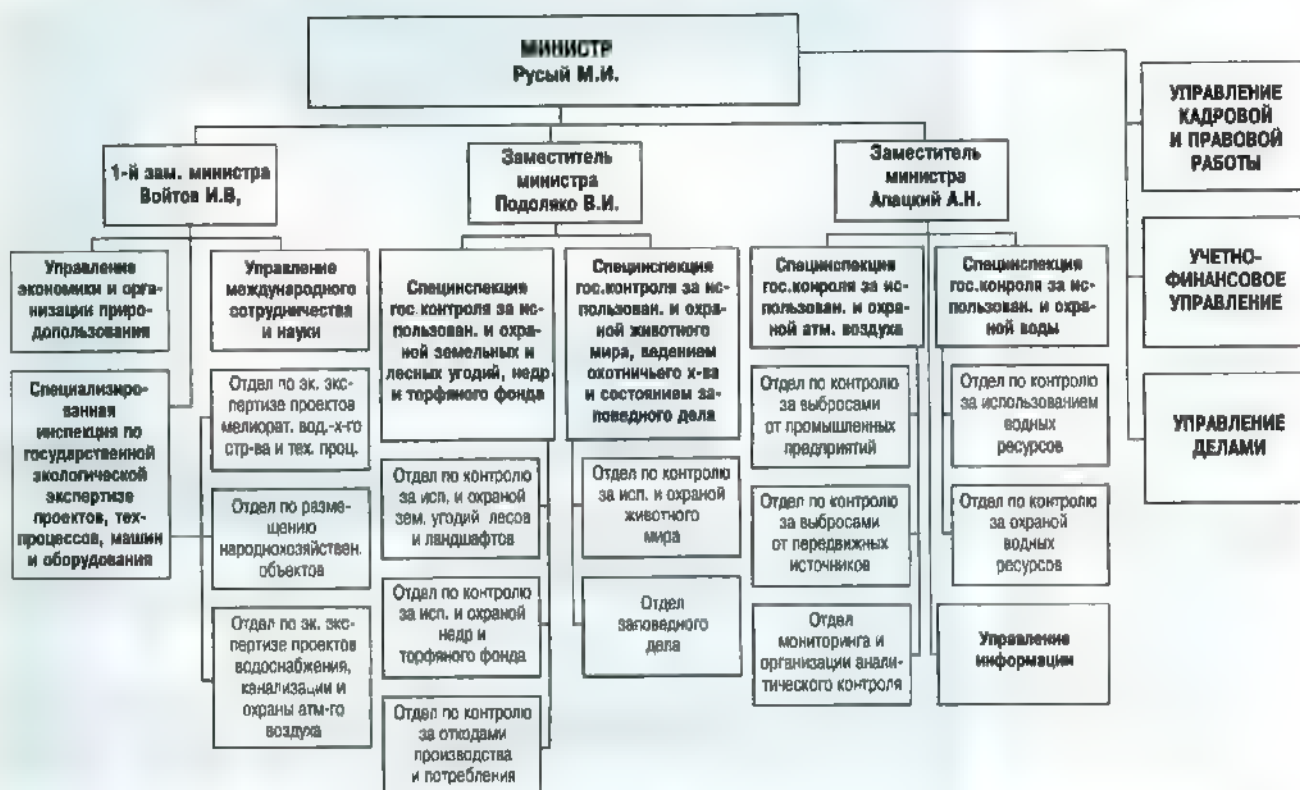 МИНИСТР
Русый М.И.
УПРАВЛЕНИЕ
КАДРОВОЙ
И ПРАВОВОЙ
РАБОТЫ
УЧЕТНО-
ФИНАНСОВОЕ
УПРАВЛЕНИЕ
УПРАВЛЕНИЕ
ДЕЛАМИ
1-й зам. министра
Войтов И.В,
Заместитель
министра
Подоляко В.И.
Заместитель
министра
Апацкий А.Н.
Управление
экономики и орга-
низации приро-
допользования
Управление
международного
сотрудничества
и науки
Специнспекция
гос.контроля за ис-
пользован. и охра-
ной земельных и
лесных угодий, недр
и торфяного фонда
Специнспекция
гос.контроля за ис-
пользован. и охра-
ной животного
мира, ведением
охотничьего х-ва
и состоянием за-
поведного дела
Специнспекция
гос.конроля за ис-
пользован. и охра-
ной атм. воздуха
Специнспекция
гос.конроля за ис-
пользован. и охра-
ной воды
Специализиро-
ванная
инспекция по
государственной
экологической
экспертизе
проектов, тех-
процессов, машин
и оборудования
Отдел по эк. экс-
пертизе проектов
мелиорат. вод.-х-го
стр-ва и тех. проц.
Отдел по разме-
щению
народнохозяйствен.
объектов
Отдел по эк. экс-
пертизе проектов
водоснабжения,
канализации и
охраны атм-го
воздуха
Отдел по контролю
за исп. и охраной
зем. угодий лесов
и ландшафтов
Отдел по контролю
за исп. и охраной
недр и
торфяного фонда
Отдел по контролю
за отходами
производства
и потребления
Отдел по контролю
за исп. и охраной
животного
мира
Отдел
заповедного
дела
Отдел по контролю
за выбросами
от промышленных
предприятий
Отдел по контролю
за выбросами
от передвижных
источников
Отдел
мониторинга и
организации анали-
тического контроля
Отдел по контролю
за использованием
водных
ресурсов
Отдел по контролю
за охраной
водных
ресурсов
Управление
информации